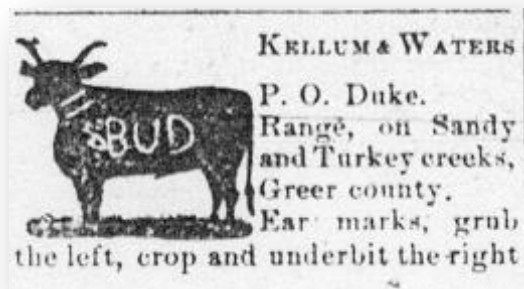 KELLUM & WATERS
P. O. Duke.
Range, on Sandy
BUD
and Turkey creeks,
Greer county.
Ear marks, grub
the left, crop and underbit the right